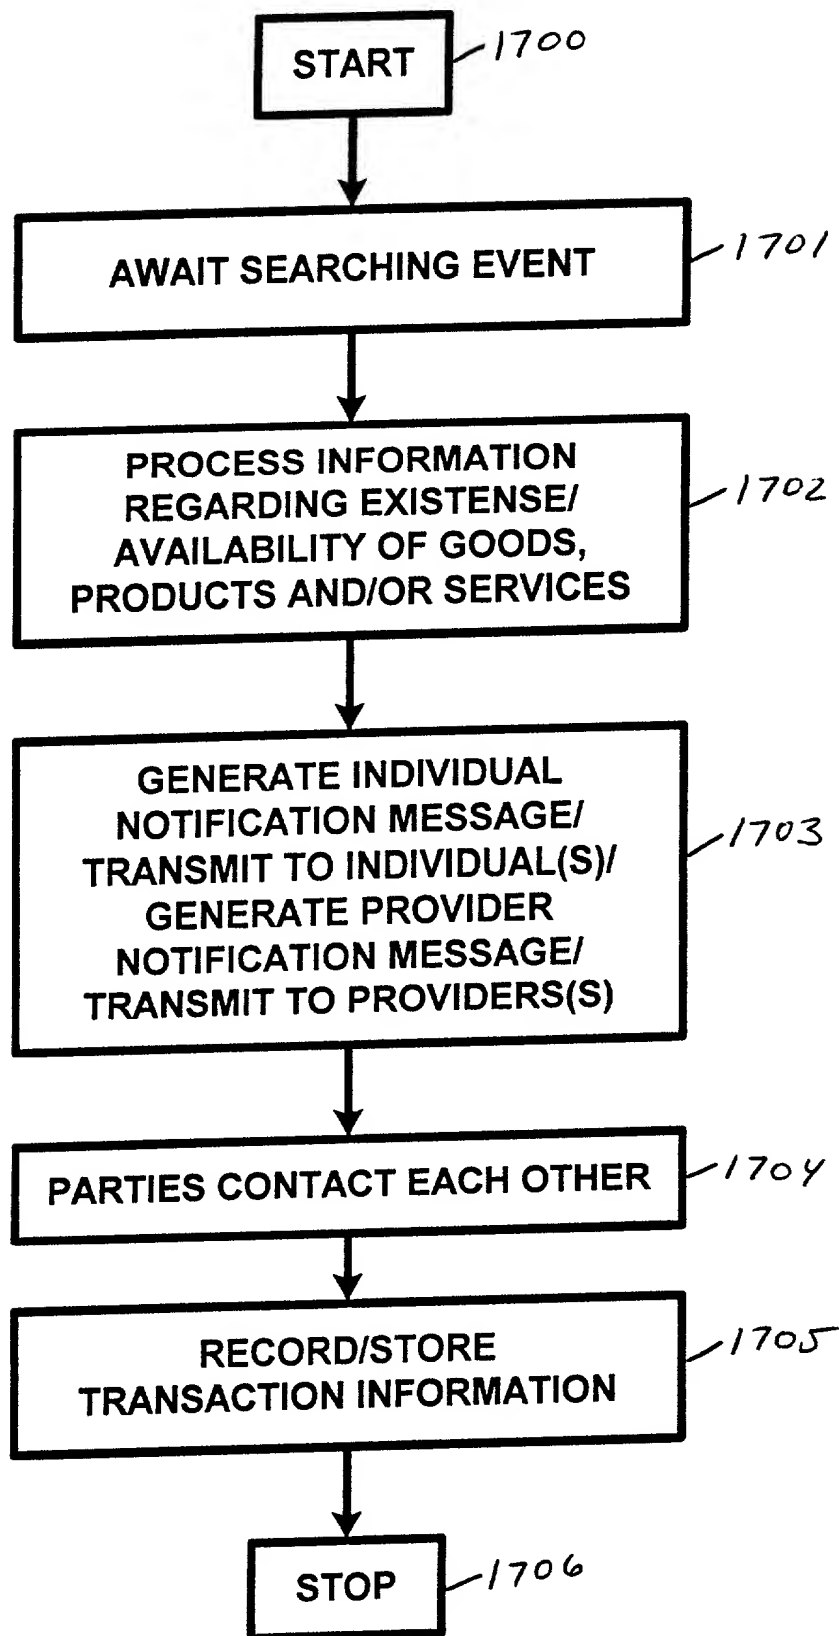 START
1700
AWAIT SEARCHING EVENT
1701
PROCESS INFORMATION
REGARDING EXISTENSE/
AVAILABILITY OF GOODS,
PRODUCTS AND/OR SERVICES
1702
GENERATE INDIVIDUAL
NOTIFICATION MESSAGE/
TRANSMIT TO INDIVIDUAL(S)/
GENERATE PROVIDER
NOTIFICATION MESSAGE/
TRANSMIT TO PROVIDERS(S)
1703
PARTIES CONTACT EACH OTHER
1704
RECORD/STORE
TRANSACTION INFORMATION
1705
STOP
1706